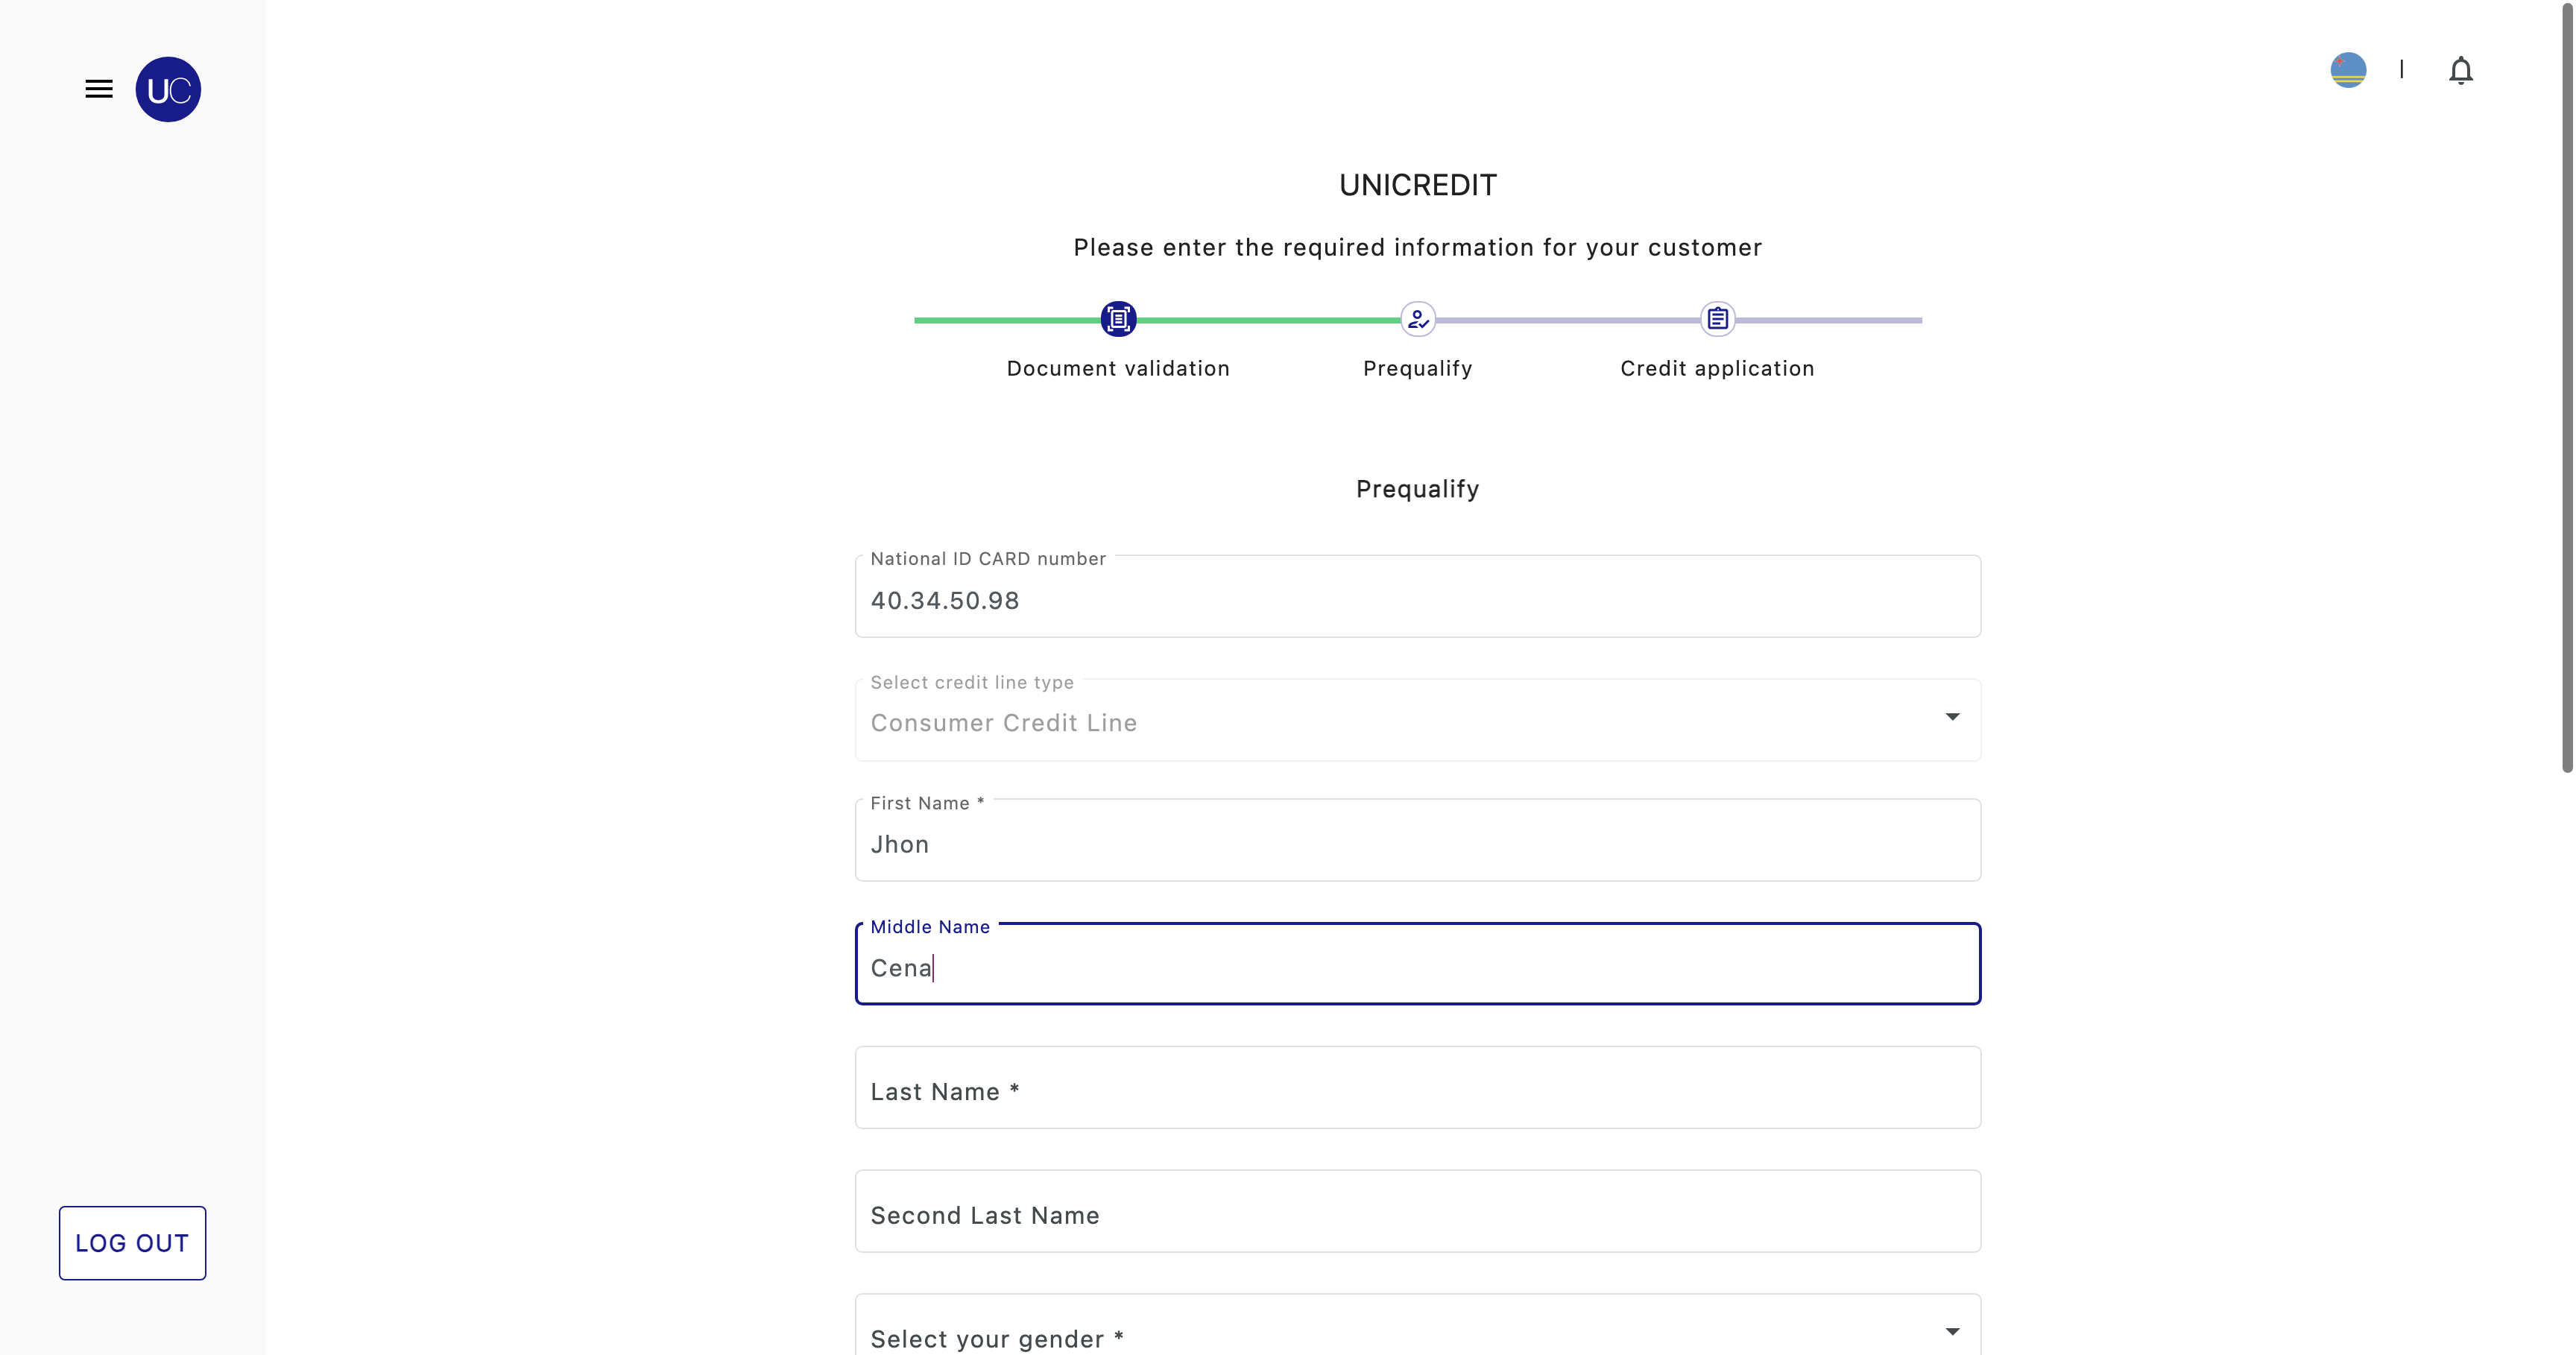 UC
UNICREDIT
Please enter the required information for your customer
Document validation
Prequalify
Credit application
Prequalify
National ID CARD number
40.34.50.98
Select credit line type
Consumer Credit Line
First Name *
Jhon
Middle Name
Cena
Last Name *
Second Last Name
LOG OUT
Select your gender *